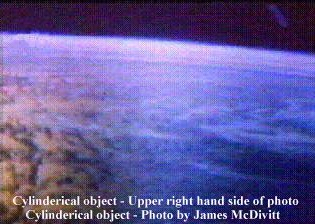 Cylinderical object - Upper right hand side of photo
Cylinderical object - Photo by James McDivitt